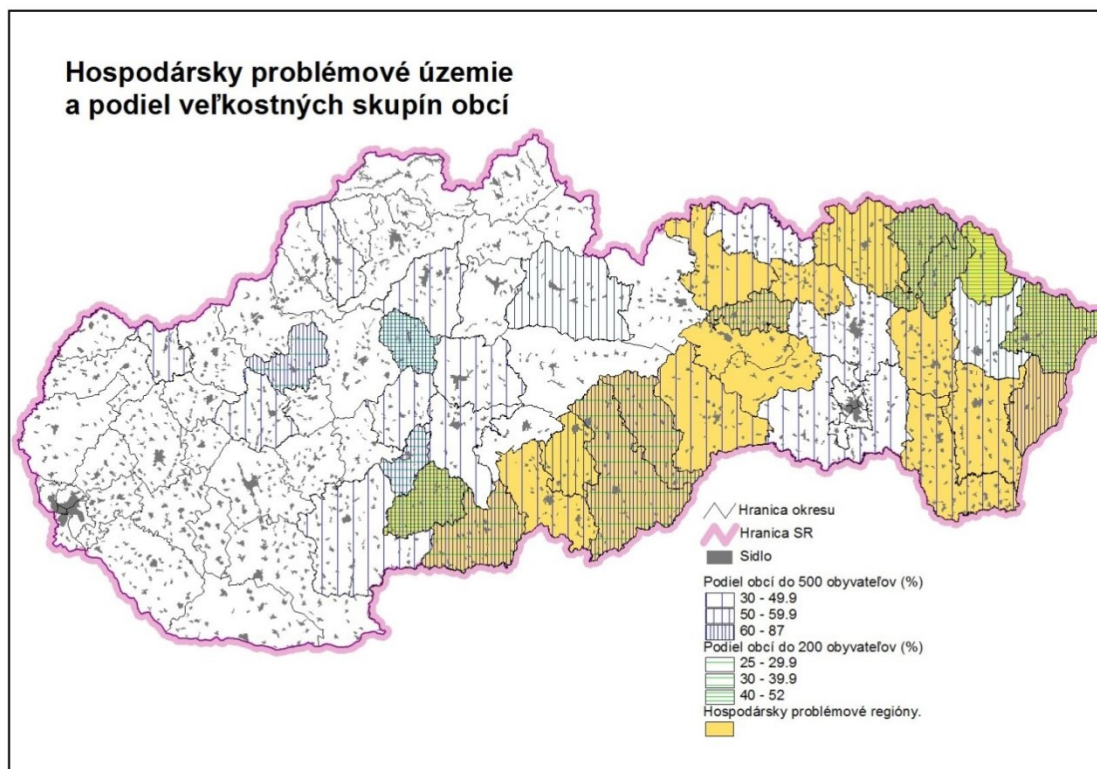 Hospodársky problémové územie
a podiel veľkostných skupín obcí
Hranica okresu
Hranica SR
Sidlo
Podiel obcí do 500 obyvateľov (%)
30 - 49.9
50 - 59.9
60 - 87
Podiel obcí do 200 obyvateľov (%)
25 - 29.9
30 - 39.9
40 - 52
Hospodársky problémové regióny.